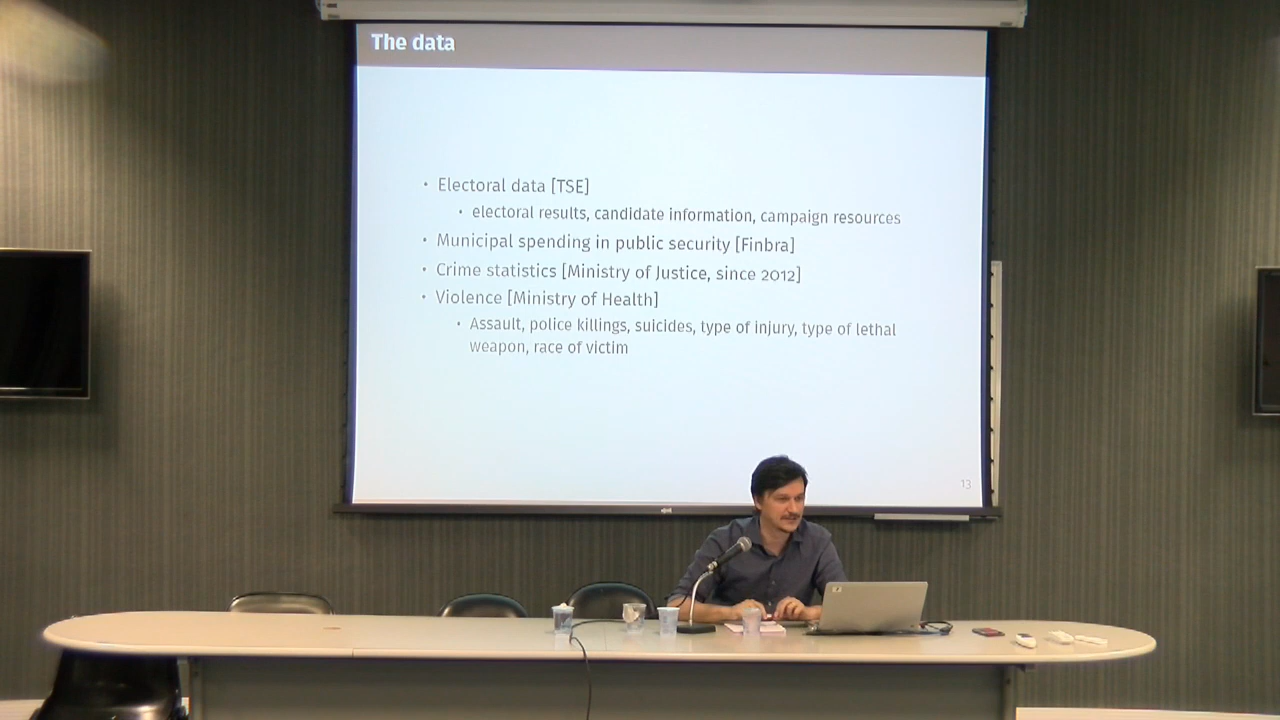 The data
• Electoral data [TSE]
• electoral results, candidate information, campaign resources
• Municipal spending in public security [Finbra]
• Crime statistics [Ministry of Justice, since 2012]
• Violence [Ministry of Health]
• Assault, police killings, suicides, type of injury, type of lethal
weapon, race of victim
13